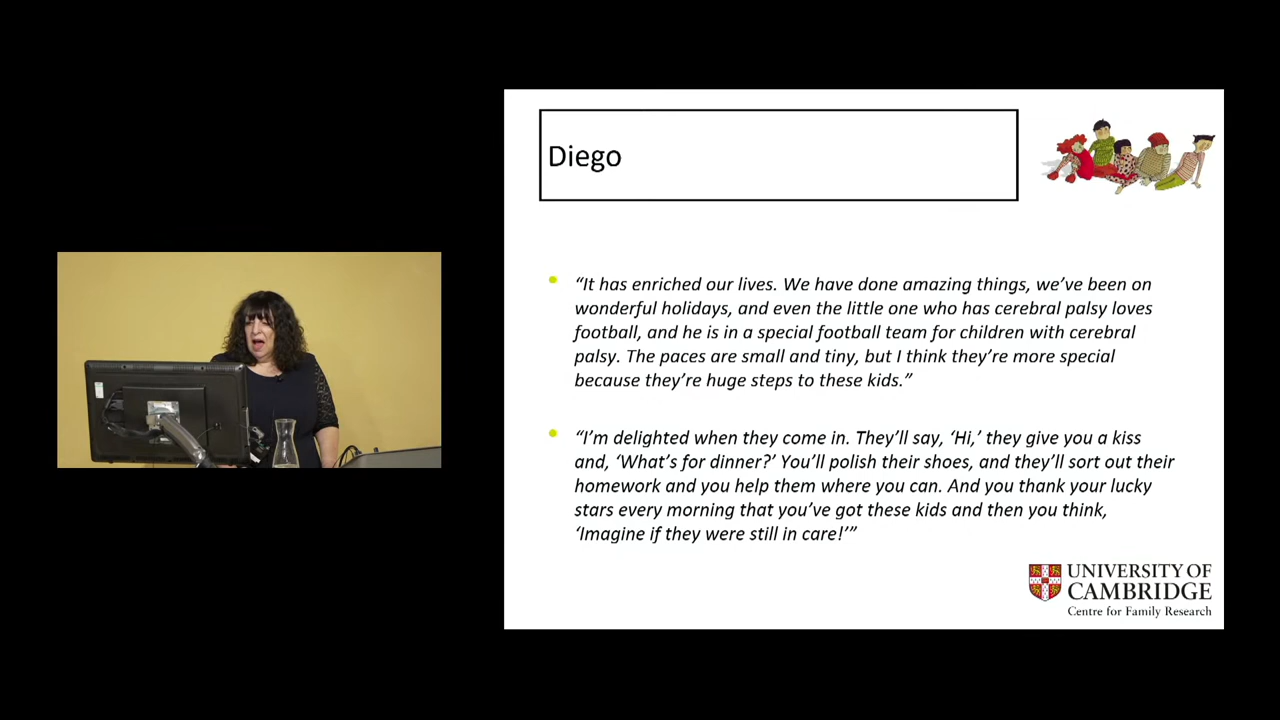 Diego
“It has enriched our lives. We have done amazing things, we’ve been on
wonderful holidays, and even the little one who has cerebral palsy loves
football, and he is in a special football team for children with cerebral
palsy. The paces are small and tiny, but I think they’re more special
because they’re huge steps to these kids.”
“I’m delighted when they come in. They’ll say, ‘Hi,’ they give you a kiss
and, ‘What’s for dinner?’ You’ll polish their shoes, and they’ll sort out their
homework and you help them where you can. And you thank your lucky
stars every morning that you’ve got these kids and then you think,
‘Imagine if they were still in care!’”
UNIVERSITY OF
CAMBRIDGE
Centre for Family Research